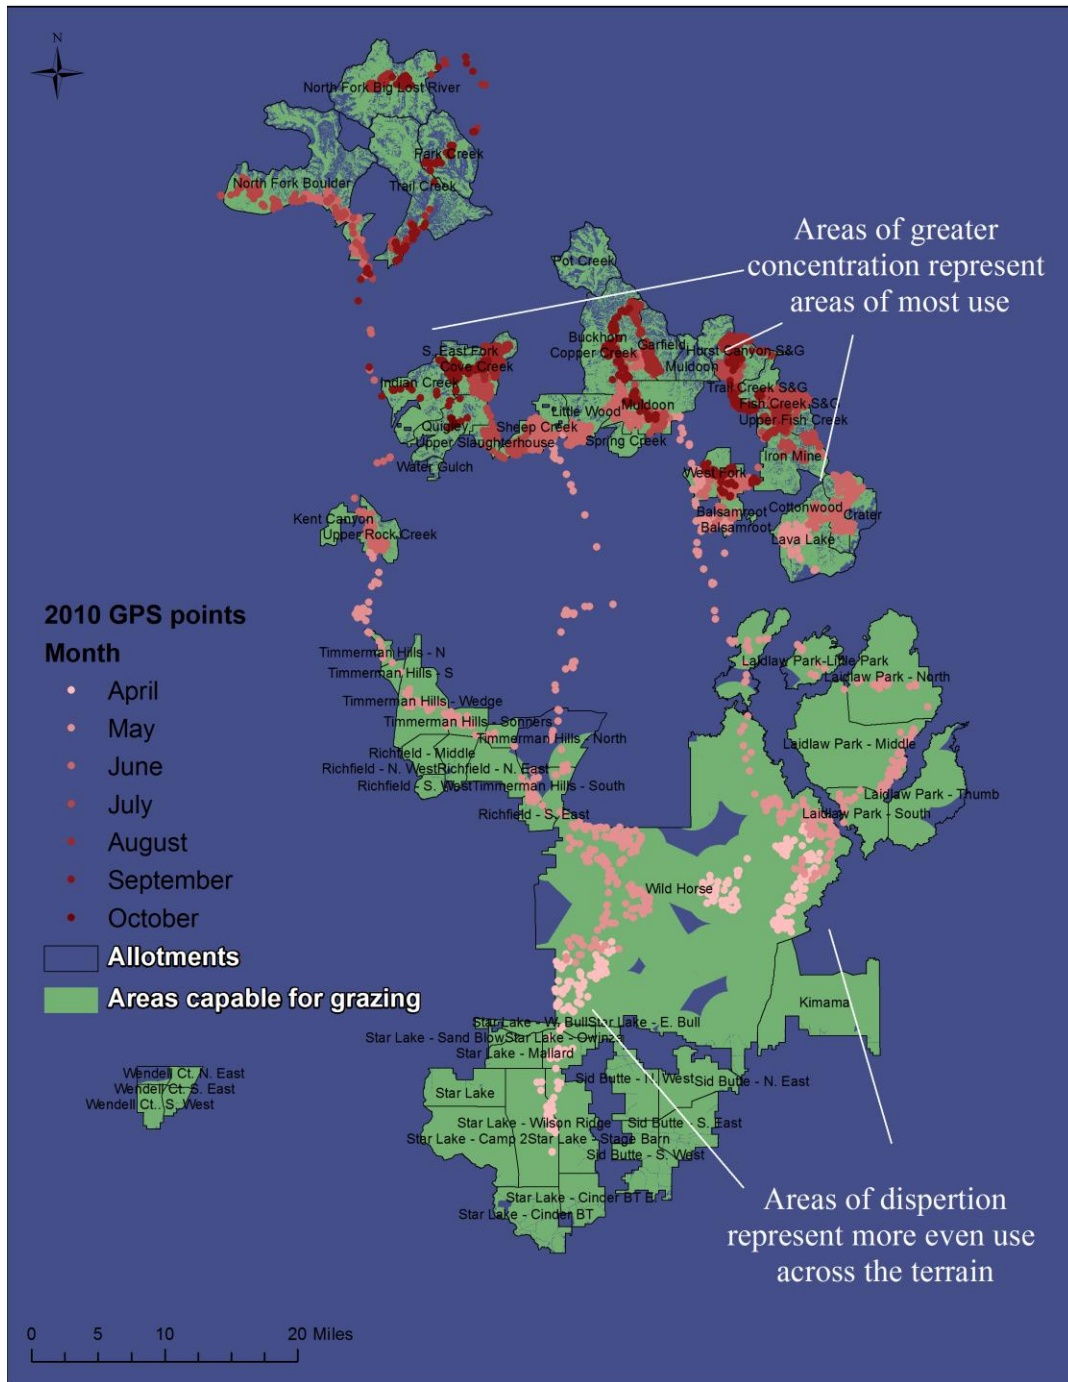 N
North Fork Big Lost River
Park Creek
North Fork Boulder
Trail Creek
Areas of greater
concentration represent
areas of most use
Pot Creek
Buckhorn
Copper Creek
Garfield
Hurst Canyon S&G
Muldoon
S. East Fork
Cove Creek
Indian Creek
Trail Creek S&G
Fish Creek S&G
Upper Fish Creek
Little Wood
Muldoon
Quigley
Sheep Creek
Upper Slaughterhouse
Spring Creek
Water Gulch
Iron Mine
West Fork
Kent Canyon
Upper Rock Creek
Balsamroot
Balsamroot
Cottonwood
Crater
Lava Lake
2010 GPS points
Month
April
May
June
July
August
September
October
Allotments
Areas capable for grazing
Timmerman Hills - N
Timmerman Hills - S
Timmerman Hills - Wedge
Timmerman Hills - Sonners
Timmerman Hills - North
Richfield - Middle
Richfield - N. West
Richfield - N. East
Richfield - S. West
Timmerman Hills - South
Richfield - S. East
Laidlaw Park-Little Park
Laidlaw Park - North
Laidlaw Park - Middle
Laidlaw Park - Thumb
Laidlaw Park - South
Wild Horse
Kimama
Star Lake - W. Bull
Star Lake - E. Bull
Star Lake - Sand Blow
Star Lake - Owinza
Star Lake - Mallard
Sid Butte - N. West
Sid Butte - N. East
Star Lake
Star Lake - Wilson Ridge
Sid Butte - S. East
Star Lake - Camp 2
Star Lake - Stage Barn
Sid Butte - S. West
Star Lake - Cinder BT E
Star Lake - Cinder BT
Wendell Ct. N. East
Wendell Ct. S. East
Wendell Ct.. S. West
Areas of dispertion
represent more even use
across the terrain
0 5 10 20 Miles